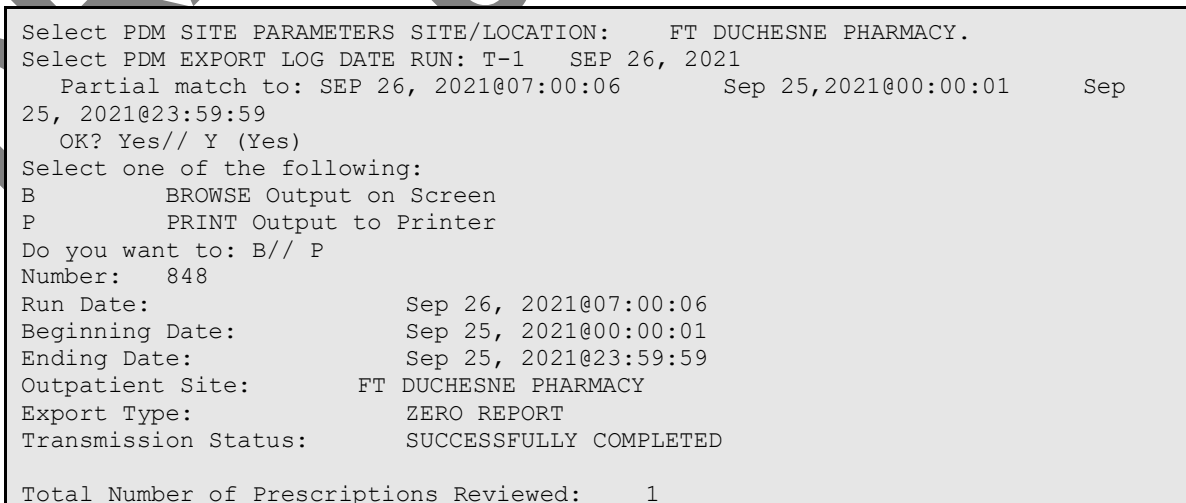 Select PDM SITE PARAMETERS SITE/LOCATION: FT DUCHESNE PHARMACY.
Select PDM EXPORT LOG DATE RUN: T-1 SEP 26, 2021
Partial match to: SEP 26, 2021@07:00:06 Sep 25,2021@00:00:01 Sep
25, 2021@23:59:59
OK? Yes// Y (Yes)
Select one of the following:
B BROWSE Output on Screen
P PRINT Output to Printer
Do you want to: B// P
Number: 848
Run Date: Sep 26, 2021@07:00:06
Beginning Date: Sep 25, 2021@00:00:01
Ending Date: Sep 25, 2021@23:59:59
Outpatient Site: FT DUCHESNE PHARMACY
Export Type: ZERO REPORT
Transmission Status: SUCCESSFULLY COMPLETED
Total Number of Prescriptions Reviewed: 1